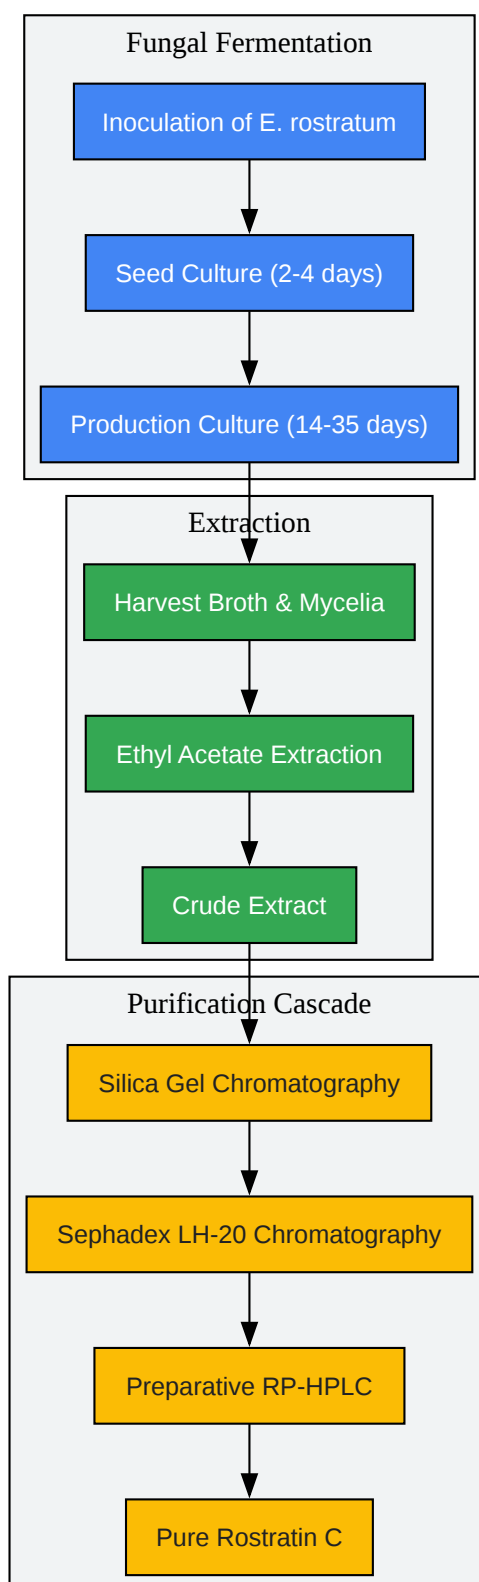 Fungal Fermentation
Inoculation of E. rostratum
Seed Culture (2-4 days)
Production Culture (14-35 days)
Extraction
Harvest Broth & Mycelia
Ethyl Acetate Extraction
Crude Extract
Purification Cascade
Silica Gel Chromatography
Sephadex LH-20 Chromatography
Preparative RP-HPLC
Pure Rostratin C